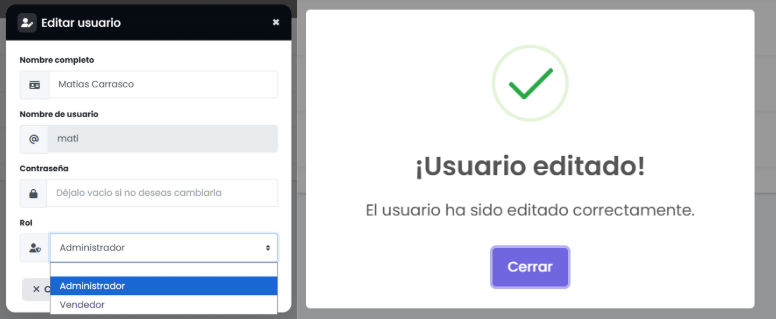 Editar usuario
Nombre completo
Matias Carrasco
Nombre de usuario
mati
Contraseña
Déjalo vacío si no deseas cambiarla
Rol
Administrador
Administrador
Vendedor
¡Usuario editado!
El usuario ha sido editado correctamente.
Cerrar